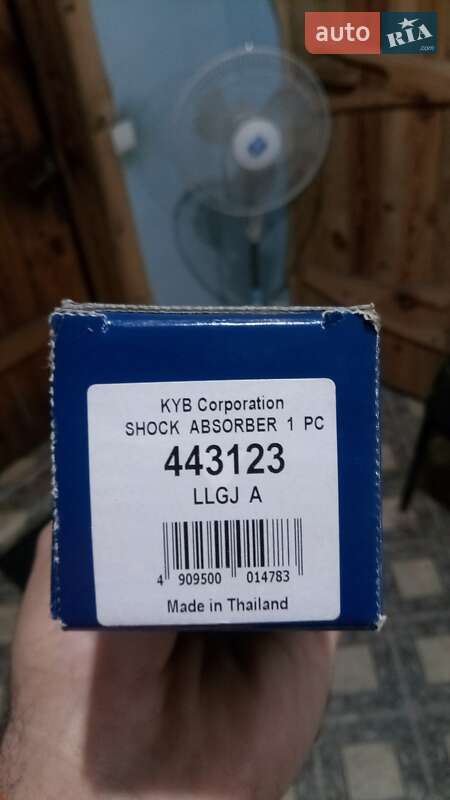 auto RIA.com
KYB Corporation
SHOCK ABSORBER 1 PC
443123
LLGJ A
4 909500 014783
Made in Thailand